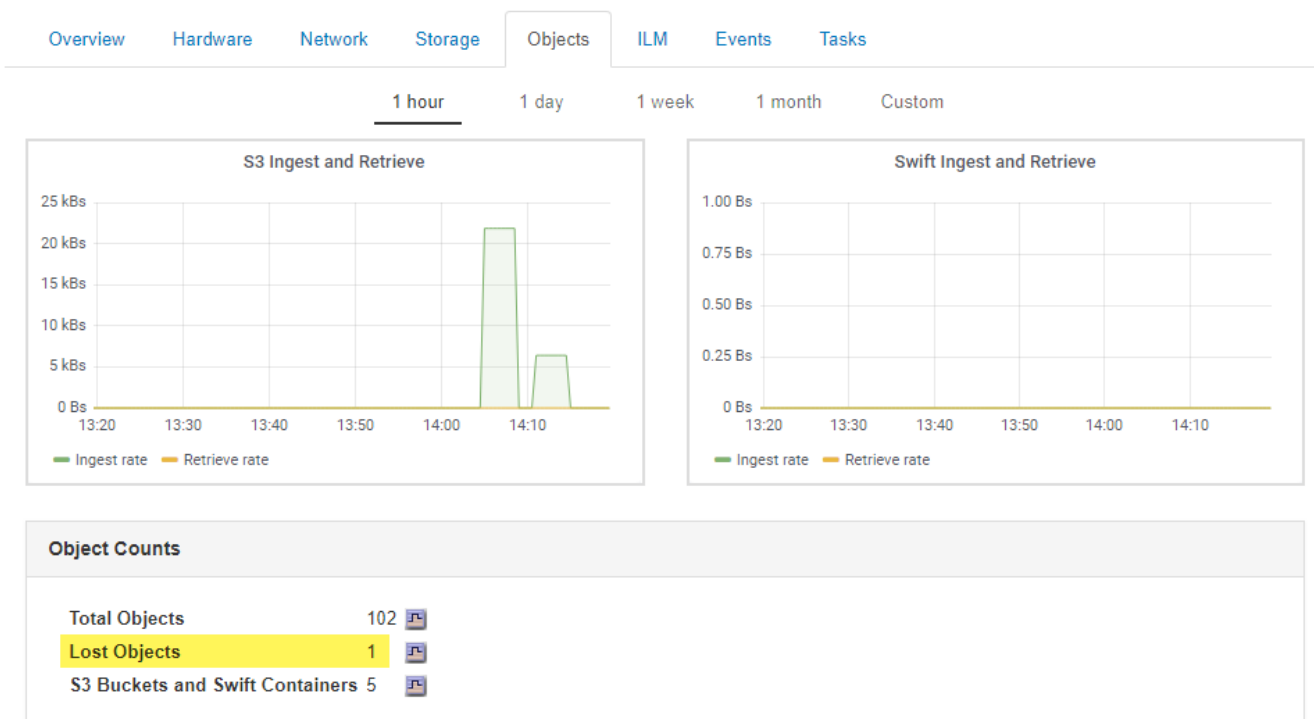 Overview Hardware Network Storage Objects ILM Events Tasks
1 hour 1 day 1 week 1 month Custom
S3 Ingest and Retrieve
25 kBs
20 kBs
15 kBs
10 kBs
5 kBs
0 Bs
13:20 13:30 13:40 13:50 14:00 14:10
Ingest rate Retrieve rate
Swift Ingest and Retrieve
1.00 Bs
0.75 Bs
0.50 Bs
0.25 Bs
0 Bs
13:20 13:30 13:40 13:50 14:00 14:10
Ingest rate Retrieve rate
Object Counts
Total Objects 102
Lost Objects 1
S3 Buckets and Swift Containers 5